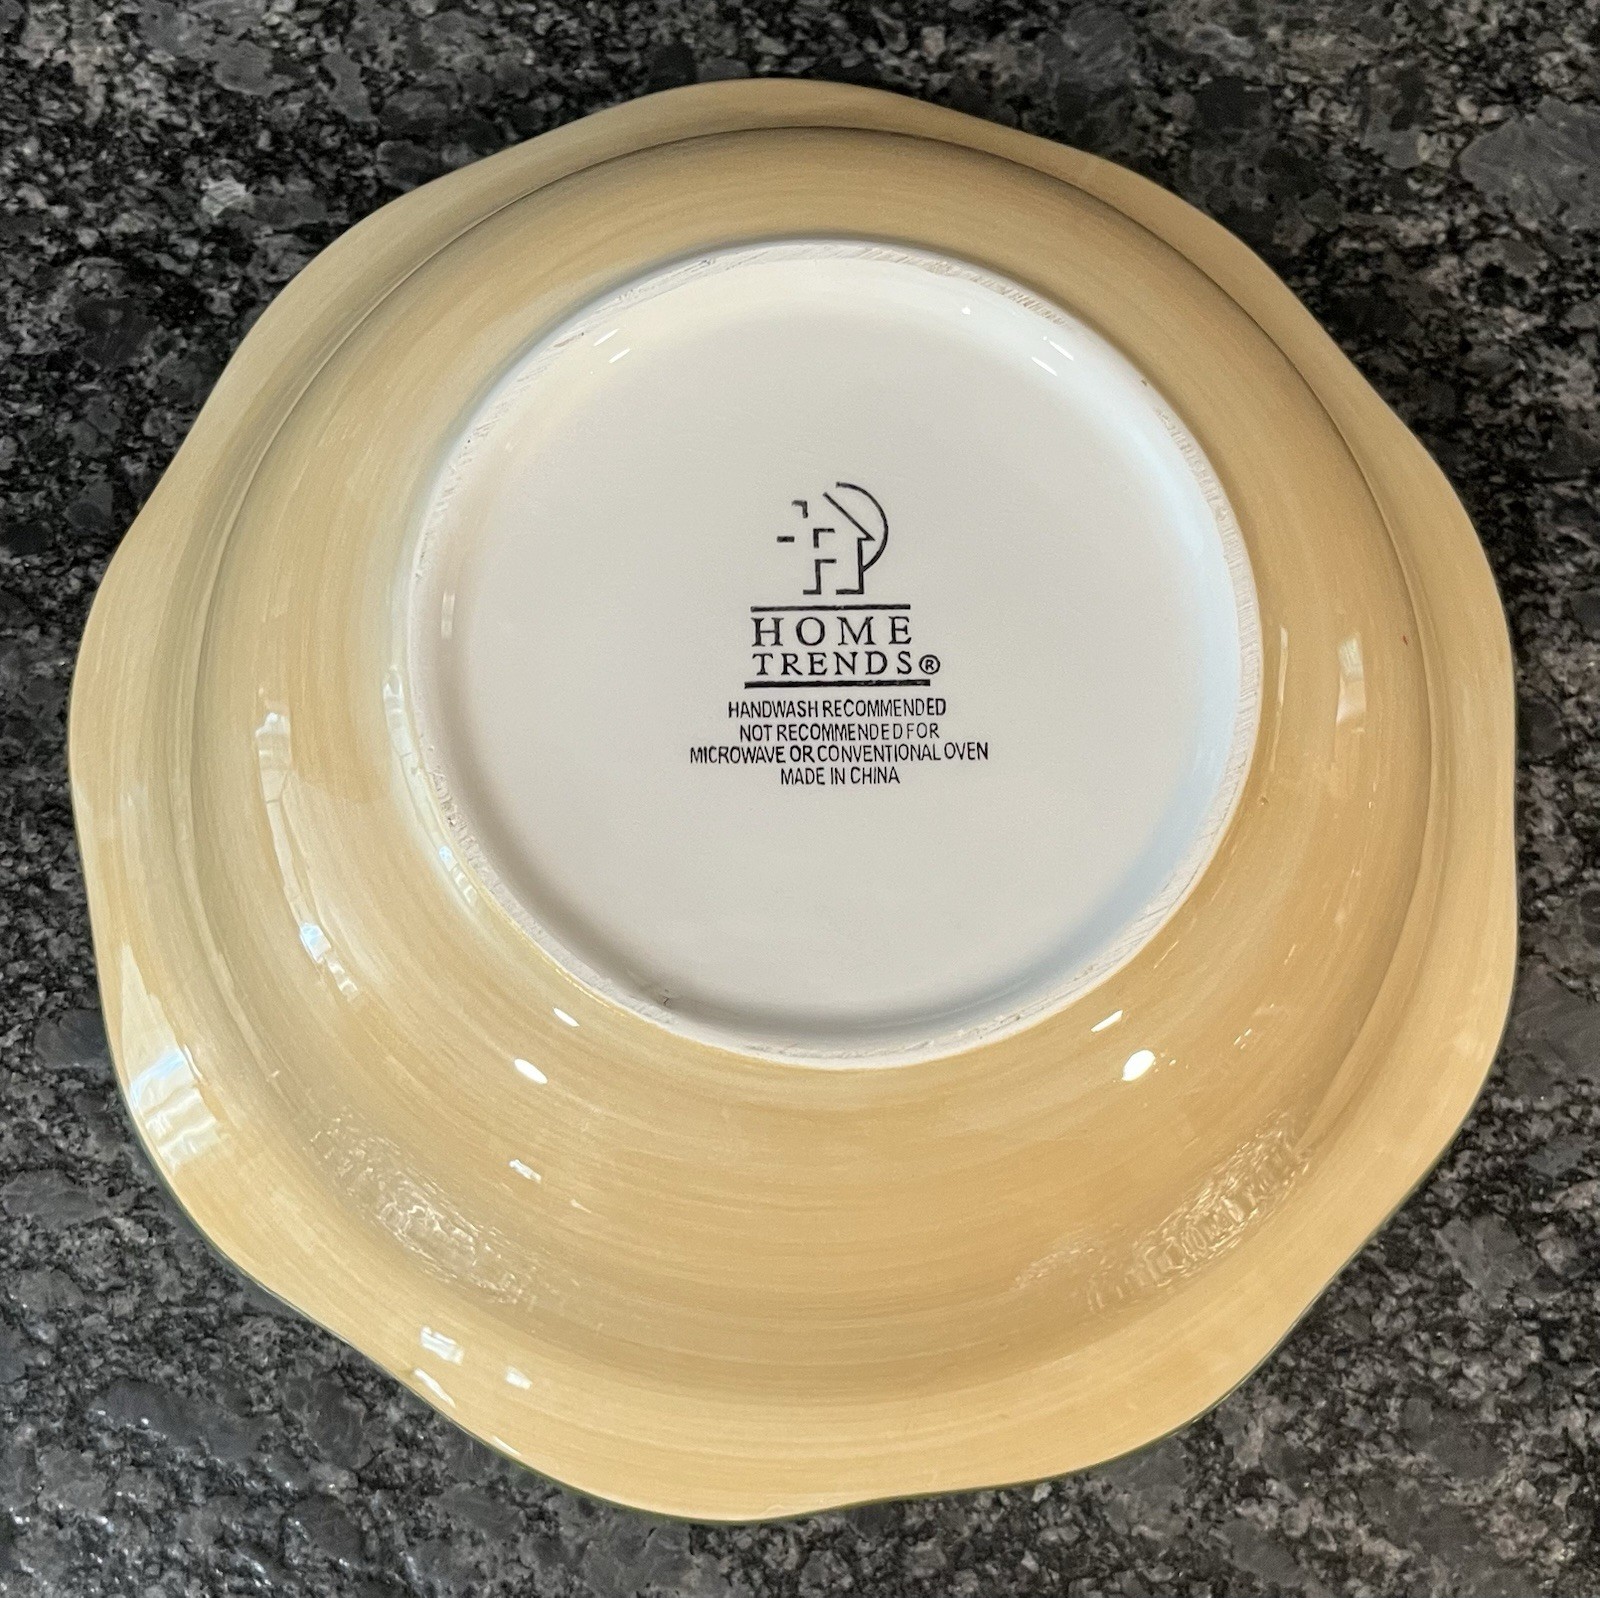 HOME
TRENDS®
HANDWASH RECOMMENDED
NOT RECOMMENDED FOR
MICROWAVE OR CONVENTIONAL OVEN
MADE IN CHINA